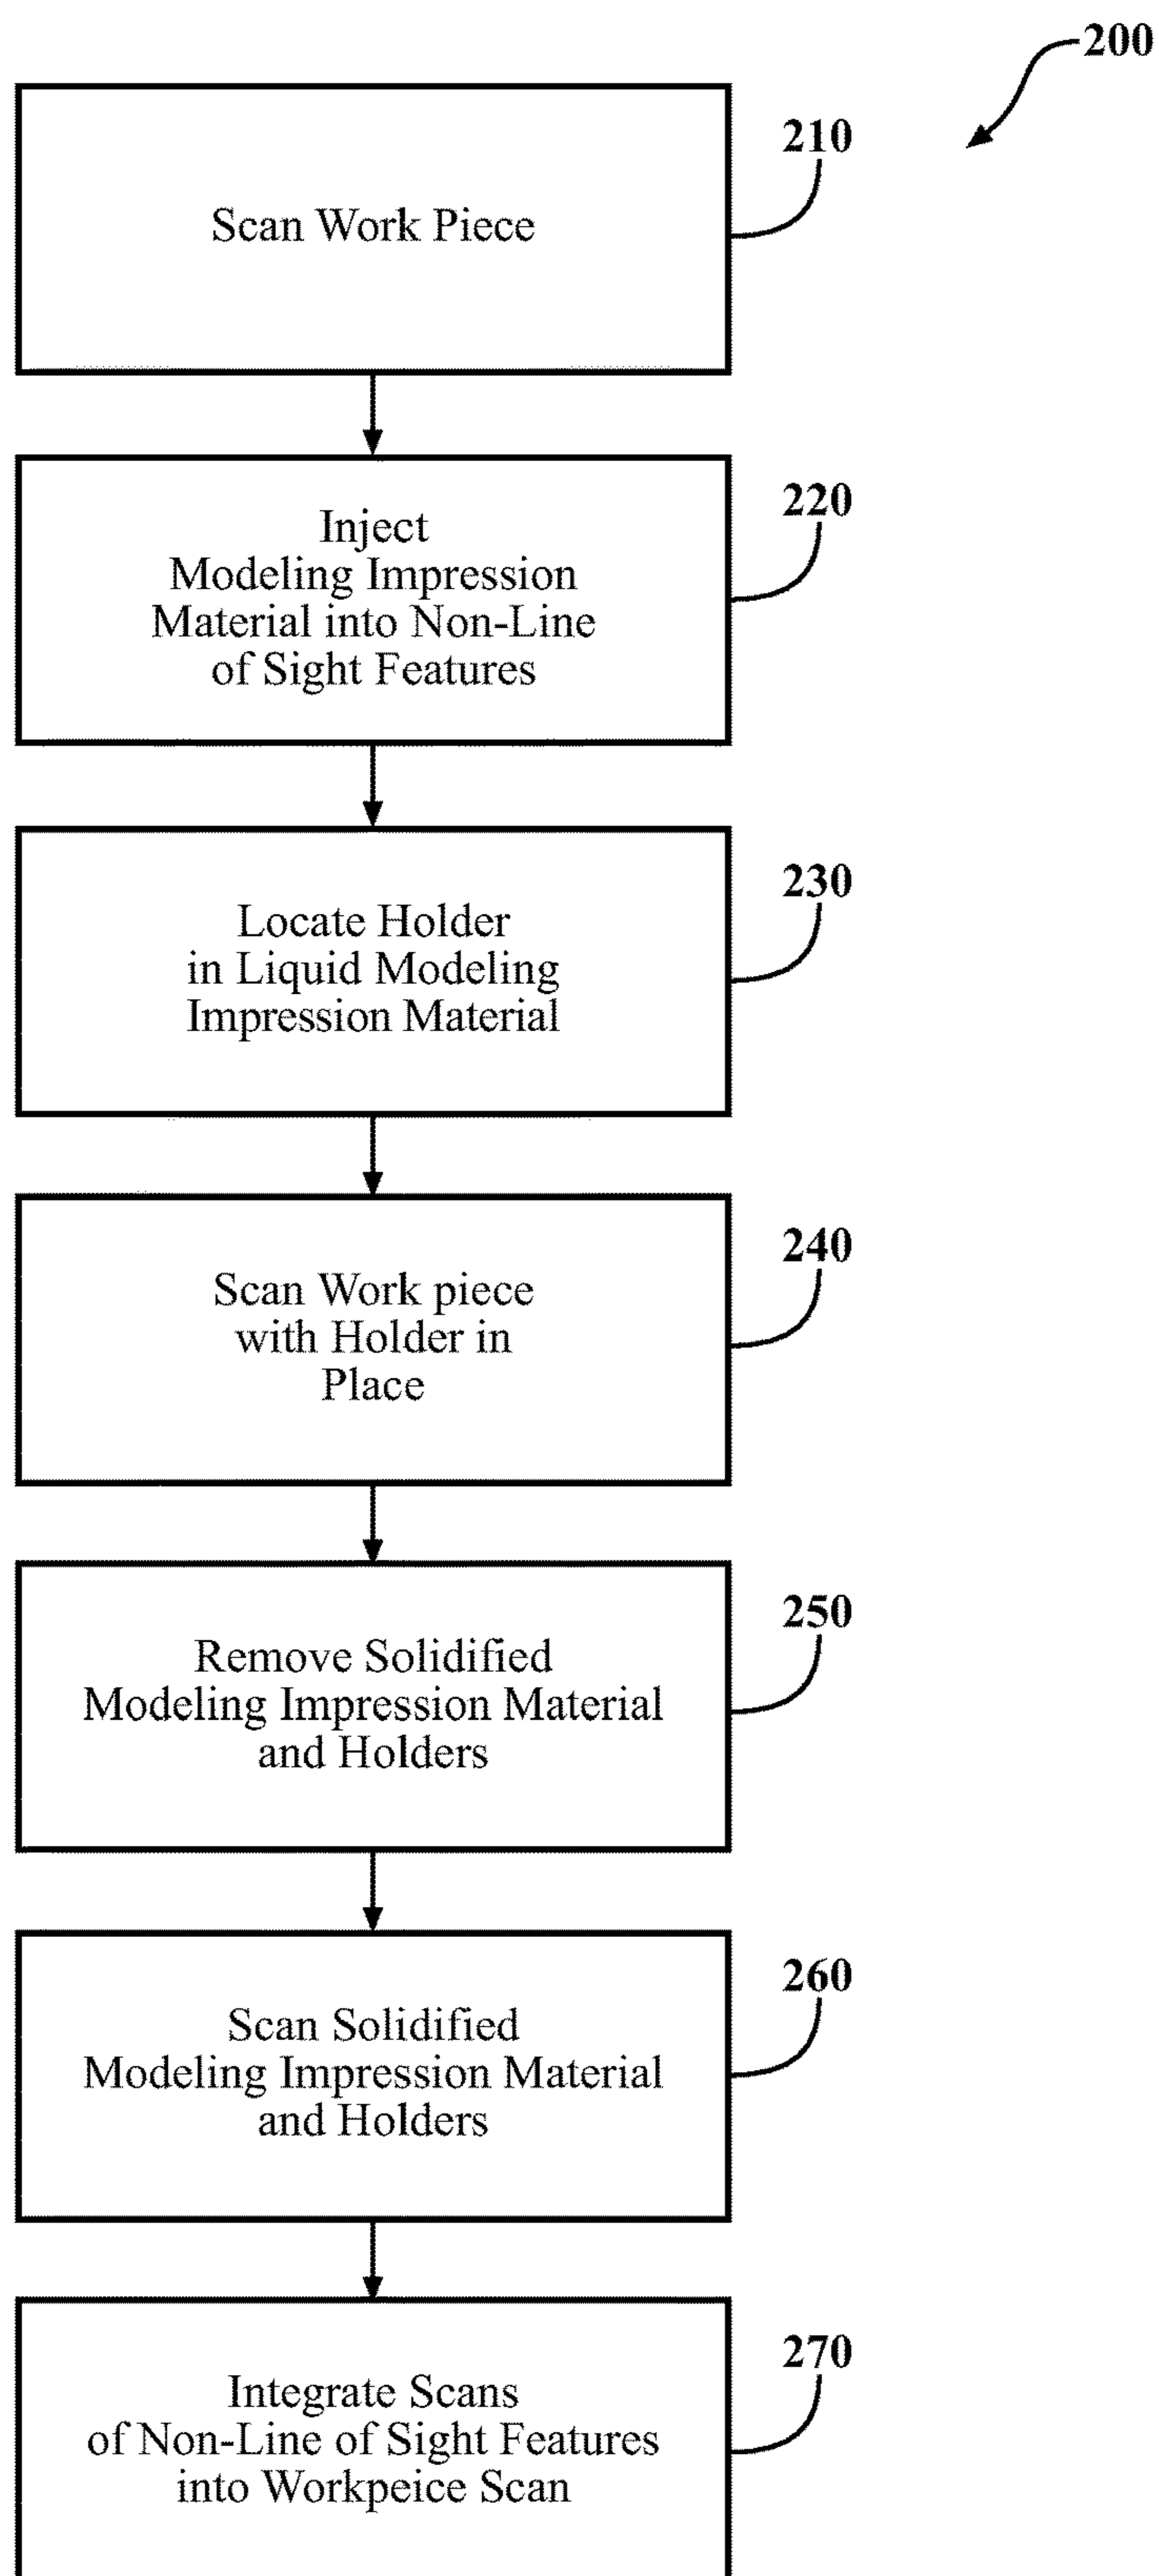 200
210
Scan Work Piece
220
Inject
Modeling Impression
Material into Non-Line
of Sight Features
230
Locate Holder
in Liquid Modeling
Impression Material
240
Scan Work piece
with Holder in
Place
250
Remove Solidified
Modeling Impression Material
and Holders
260
Scan Solidified
Modeling Impression Material
and Holders
270
Integrate Scans
of Non-Line of Sight Features
into Workpeice Scan